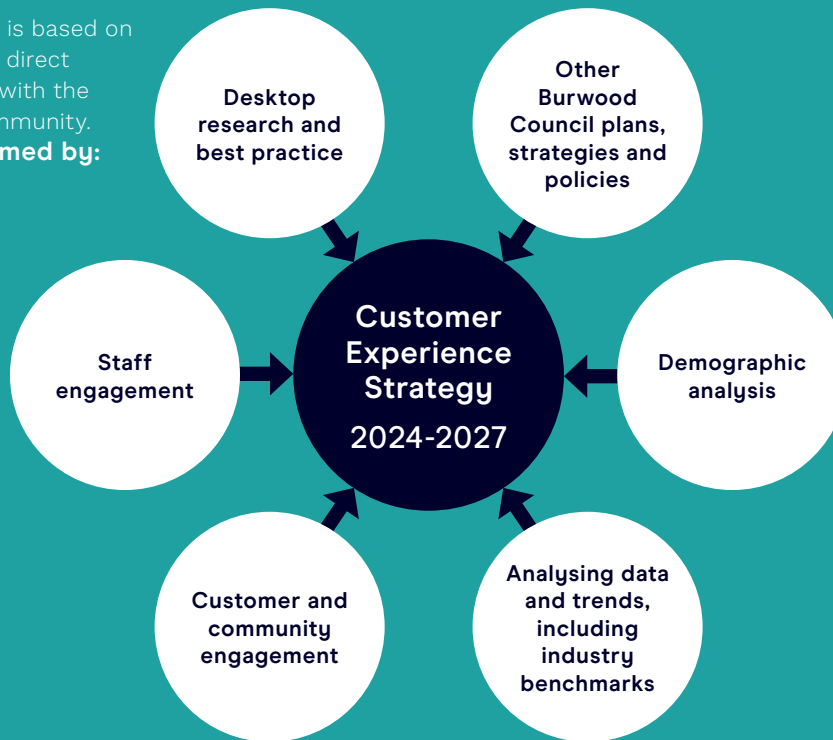 is based on
direct
with the
mmunity.
med by:
Desktop
research and
best practice
Other
Burwood
Council plans,
strategies and
policies
Staff
engagement
Customer
Experience
Strategy
2024-2027
Demographic
analysis
Customer and
community
engagement
Analysing data
and trends,
including
industry
benchmarks